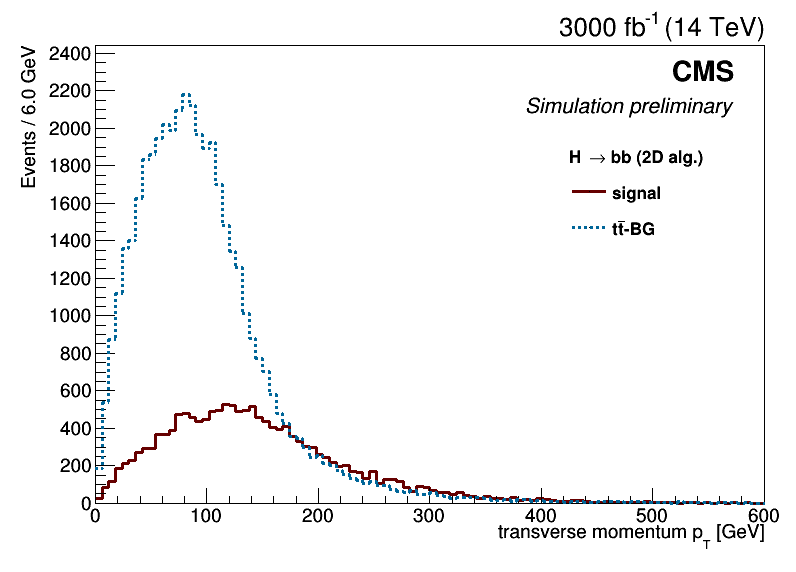 3000 fb⁻¹ (14 TeV)
CMS
Simulation preliminary
H → bb (2D alg.)
signal
tt̄-BG
Events / 6.0 GeV
2400
2200
2000
1800
1600
1400
1200
1000
800
600
400
200
0
0 100 200 300 400 500 600
transverse momentum p_T [GeV]